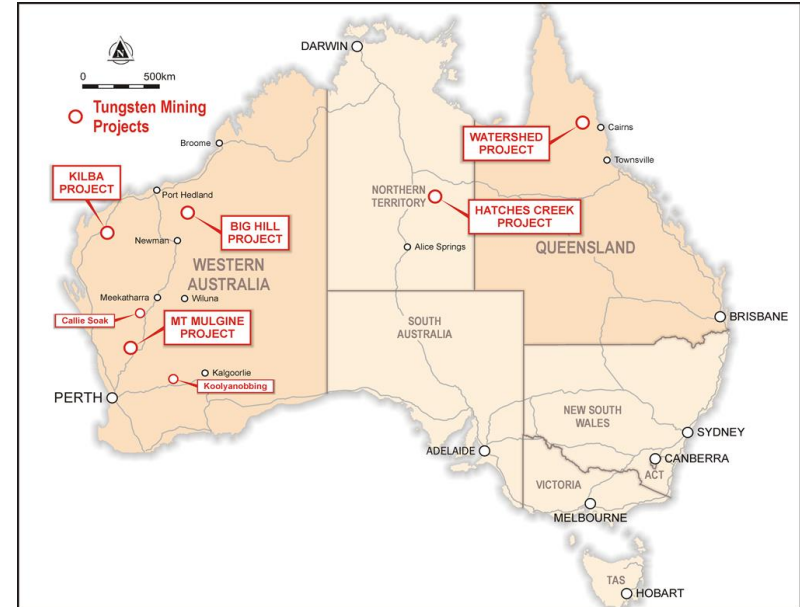 DARWIN
N
0 500km
Tungsten Mining
Projects
Broome
Cairns
WATERSHED
PROJECT
Townsville
KILBA
PROJECT
Port Hedland
NORTHERN
TERRITORY
HATCHES CREEK
PROJECT
BIG HILL
PROJECT
Newman
Alice Springs
QUEENSLAND
WESTERN
AUSTRALIA
Meekatharra
Wiluna
Callie Soak
MT MULGINE
PROJECT
SOUTH
AUSTRALIA
BRISBANE
Kalgoorlie
Koolyanobbing
PERTH
NEW SOUTH
WALES
SYDNEY
ADELAIDE
CANBERRA
ACT
VICTORIA
MELBOURNE
TAS
HOBART